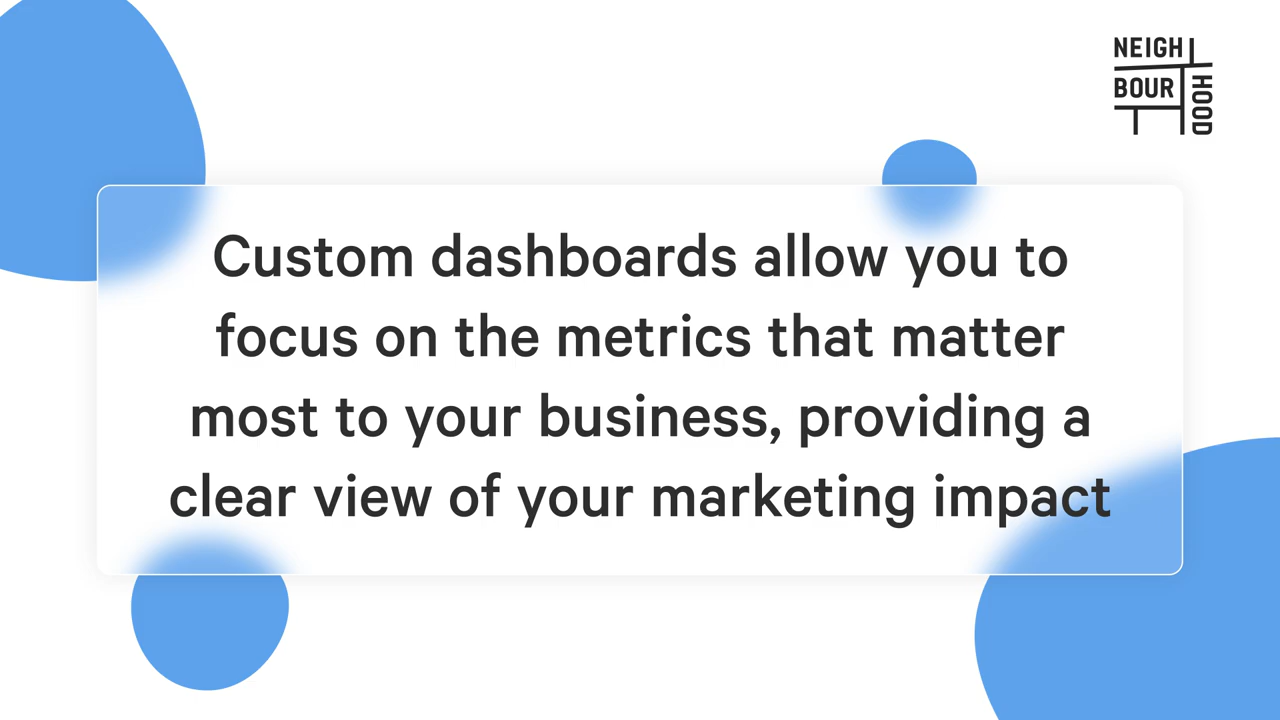 NEIGH
BOUR
HOOD
Custom dashboards allow you to
focus on the metrics that matter
most to your business, providing a
clear view of your marketing impact